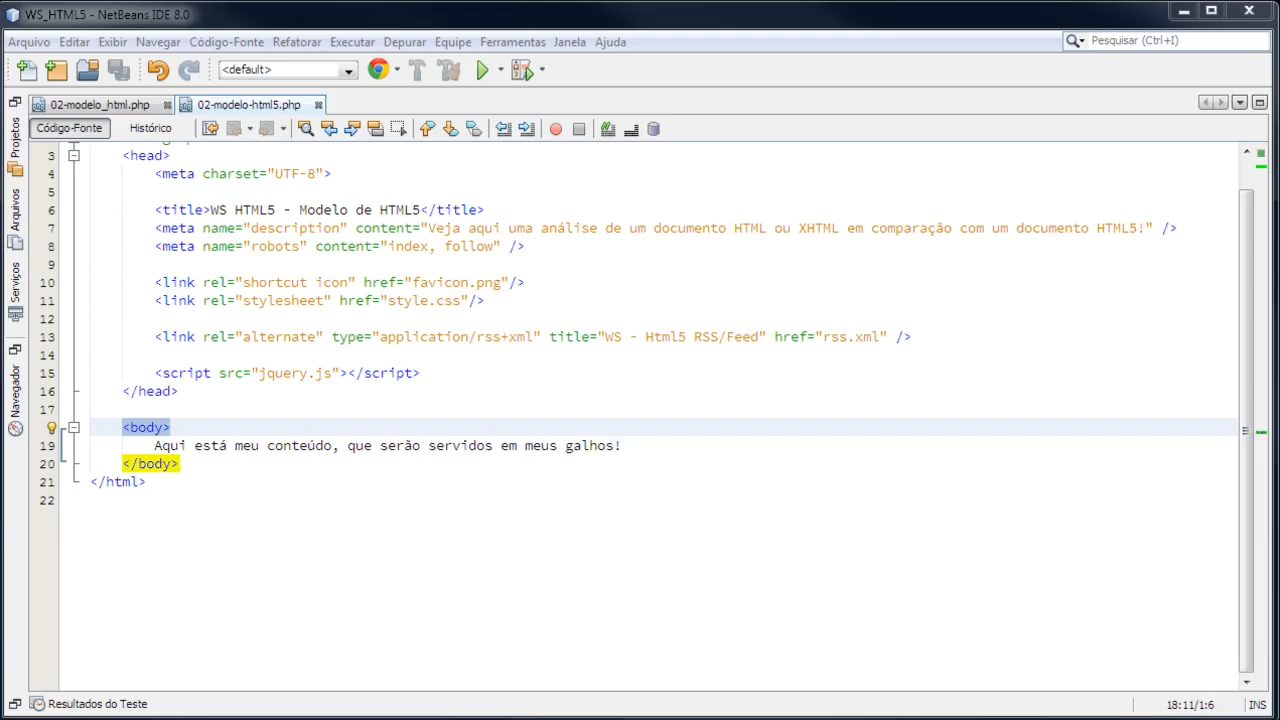 WS_HTML5 - NetBeans IDE 8.0
Arquivo Editar Exibir Navegar Código-Fonte Refatorar Executar Depurar Equipe Ferramentas Janela Ajuda
Pesquisar (Ctrl+I)
<default>
02-modelo_html.php
02-modelo-html5.php
Código-Fonte
Histórico
Projetos
Arquivos
Serviços
Navegador
3 <head>
4 <meta charset="UTF-8">
5
6 <title>WS HTML5 - Modelo de HTML5</title>
7 <meta name="description" content="Veja aqui uma análise de um documento HTML ou XHTML em comparação com um documento HTML5!" />
8 <meta name="robots" content="index, follow" />
9
10 <link rel="shortcut icon" href="favicon.png"/>
11 <link rel="stylesheet" href="style.css"/>
12
13 <link rel="alternate" type="application/rss+xml" title="WS - Html5 RSS/Feed" href="rss.xml" />
14
15 <script src="jquery.js"></script>
16 </head>
17
18 <body>
19 Aqui está meu conteúdo, que serão servidos em meus galhos!
20 </body>
21 </html>
22
Resultados do Teste
18:11/1:6
INS